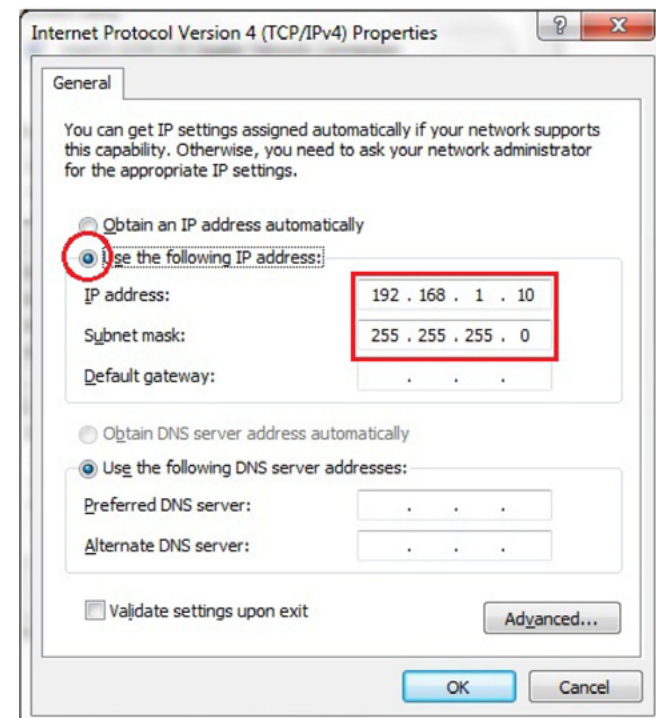 Internet Protocol Version 4 (TCP/IPv4) Properties
General
You can get IP settings assigned automatically if your network supports
this capability. Otherwise, you need to ask your network administrator
for the appropriate IP settings.
Obtain an IP address automatically
Use the following IP address:
IP address: 192 . 168 . 1 . 10
Subnet mask: 255 . 255 . 255 . 0
Default gateway: . . .
Obtain DNS server address automatically
Use the following DNS server addresses:
Preferred DNS server: . . .
Alternate DNS server: . . .
Validate settings upon exit
Advanced...
OK Cancel